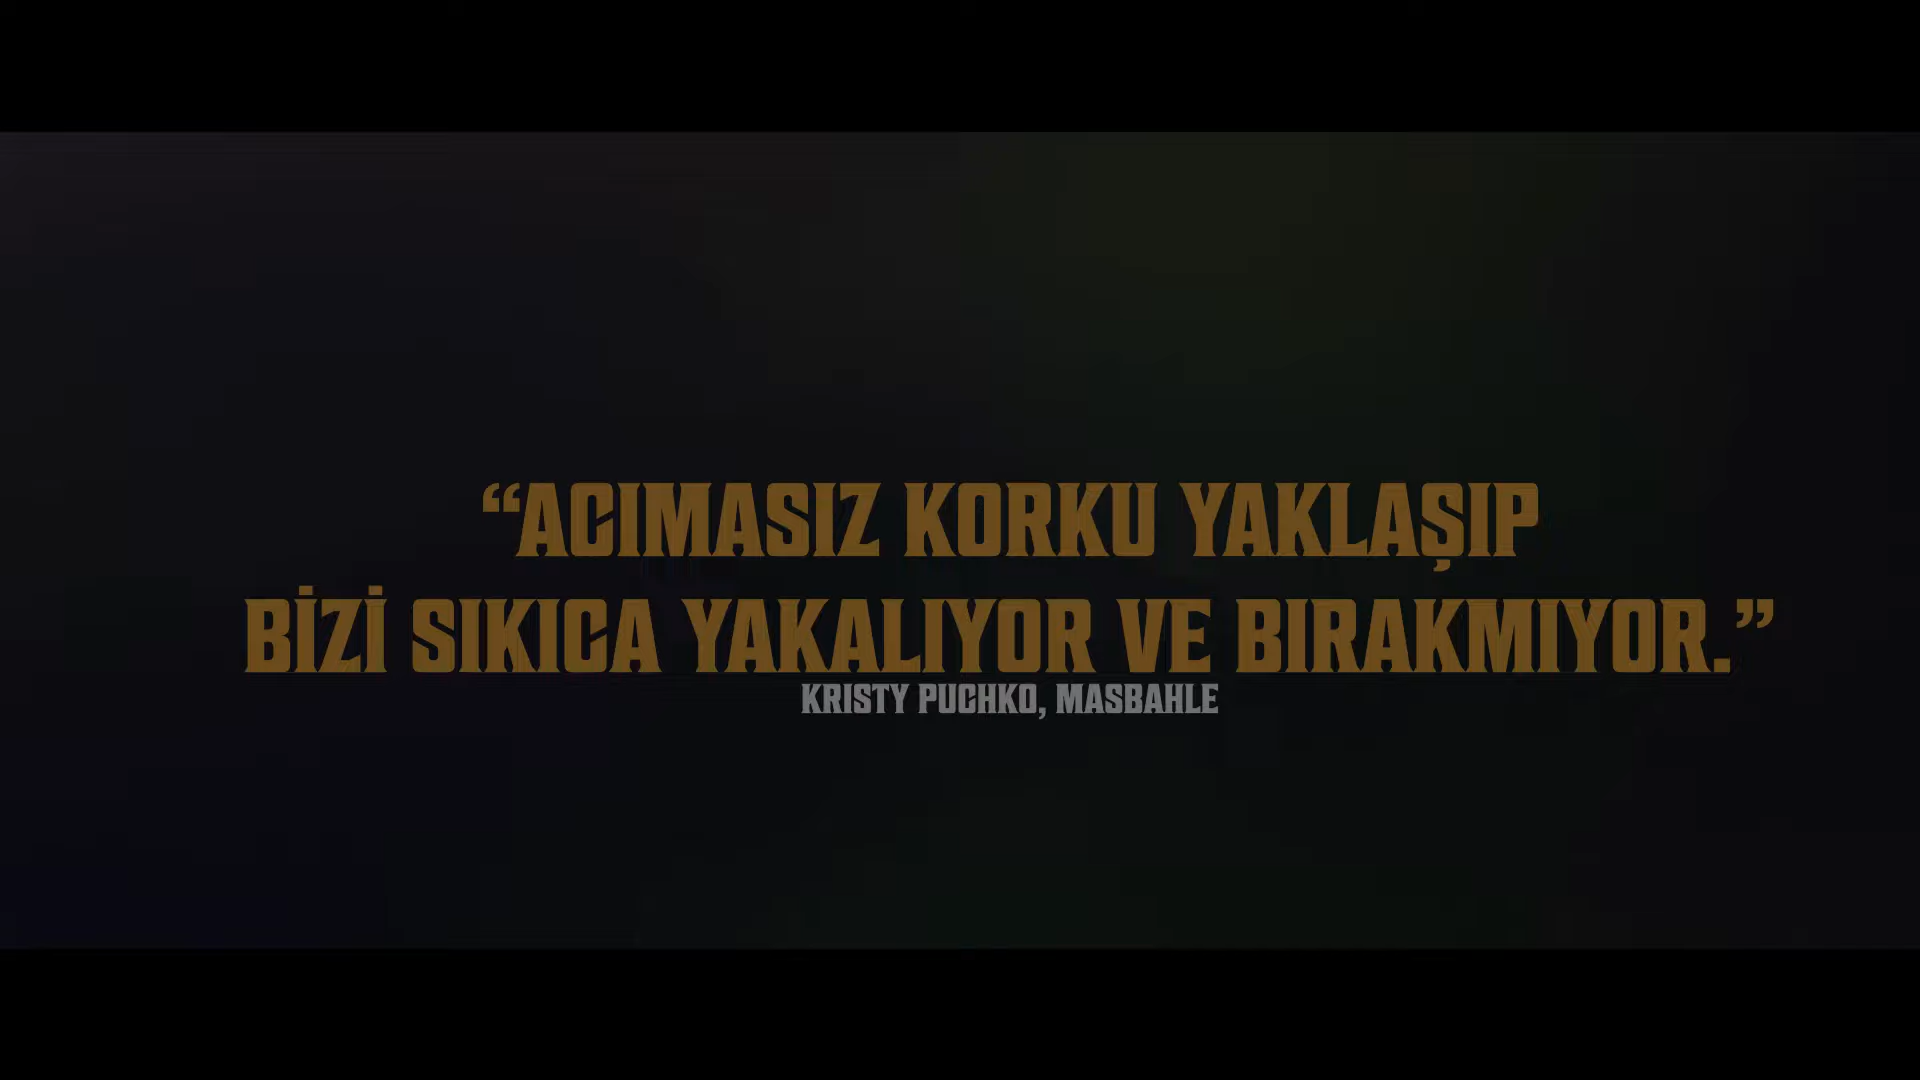 “ACIMASIZ KORKU YAKLAŞIP
BİZİ SIKICA YAKALIYOR VE BIRAKMIYOR.”
KRISTY PUCHKO, MASBAHLE